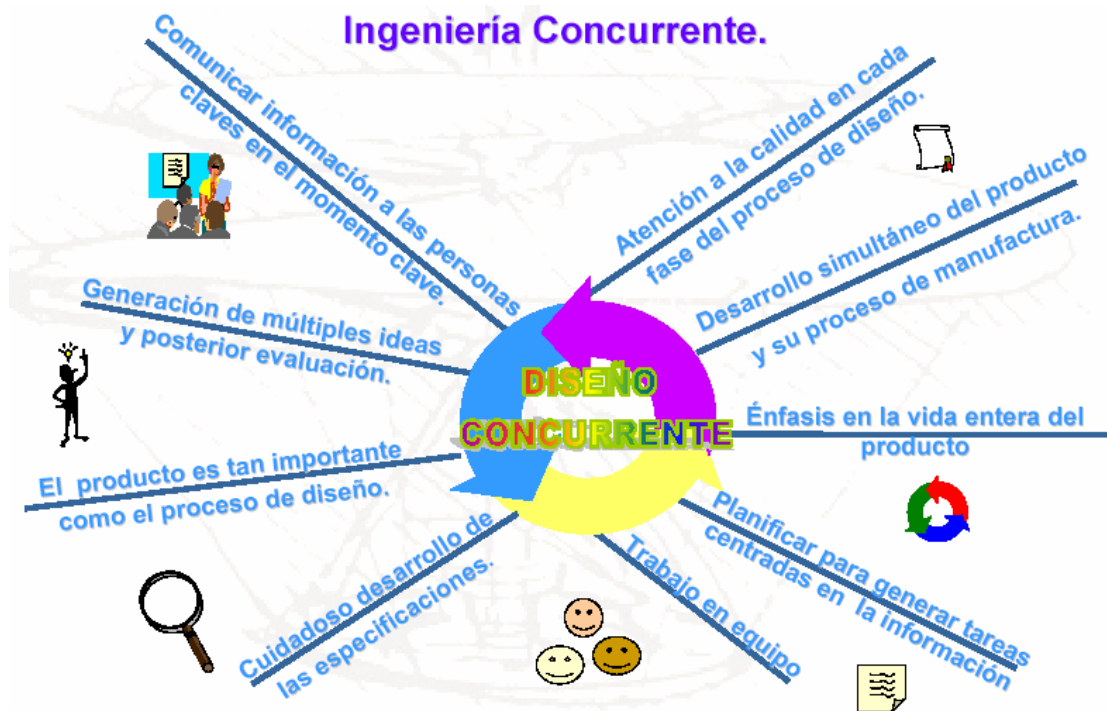 Ingeniería Concurrente.
Comunicar información a las personas
claves en el momento clave.
Atención a la calidad en cada
fase del proceso de diseño.
Desarrollo simultáneo del producto
y su proceso de manufactura.
Generación de múltiples ideas
y posterior evaluación.
DISEÑO
CONCURRENTE
Énfasis en la vida entera del
producto
El producto es tan importante
como el proceso de diseño.
Planificar para generar tareas
centradas en la información
Cuidadoso desarrollo de
las especificaciones.
Trabajo en equipo